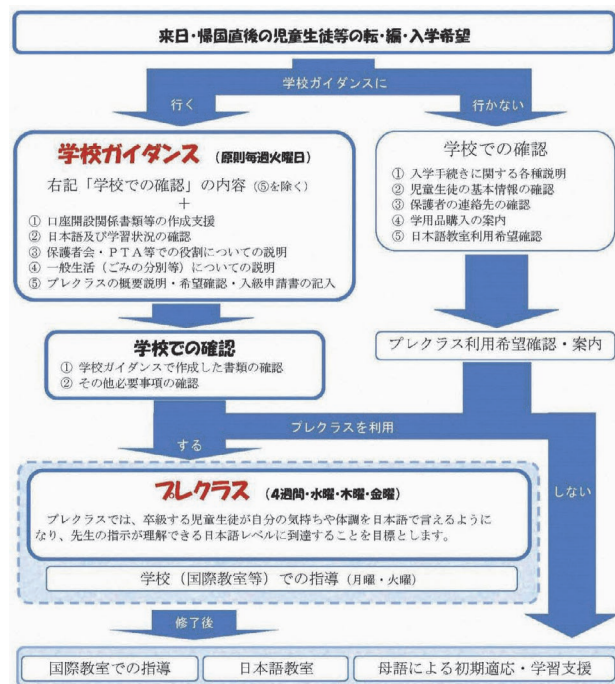 来日・帰国直後の児童生徒等の転・編・入学希望
学校ガイダンスに
行く
行かない
学校ガイダンス (原則毎週火曜日)
右記「学校での確認」の内容 (⑤を除く)
+
① 口座開設関係書類等の作成支援
② 日本語及び学習状況の確認
③ 保護者会・PTA等での役割についての説明
④ 一般生活(ごみの分別等)についての説明
⑤ プレクラスの概要説明・希望確認・入級申請書の記入
学校での確認
① 入学手続きに関する各種説明
② 児童生徒の基本情報の確認
③ 保護者の連絡先の確認
④ 学用品購入の案内
⑤ 日本語教室利用希望確認
学校での確認
① 学校ガイダンスで作成した書類の確認
② その他必要事項の確認
プレクラス利用希望確認・案内
プレクラスを利用
する
しない
プレクラス (4週間・水曜・木曜・金曜)
プレクラスでは、卒級する児童生徒が自分の気持ちや体調を日本語で言えるように
なり、先生の指示が理解できる日本語レベルに到達することを目標とします。
学校(国際教室等)での指導(月曜・火曜)
修了後
国際教室での指導
日本語教室
母語による初期適応・学習支援